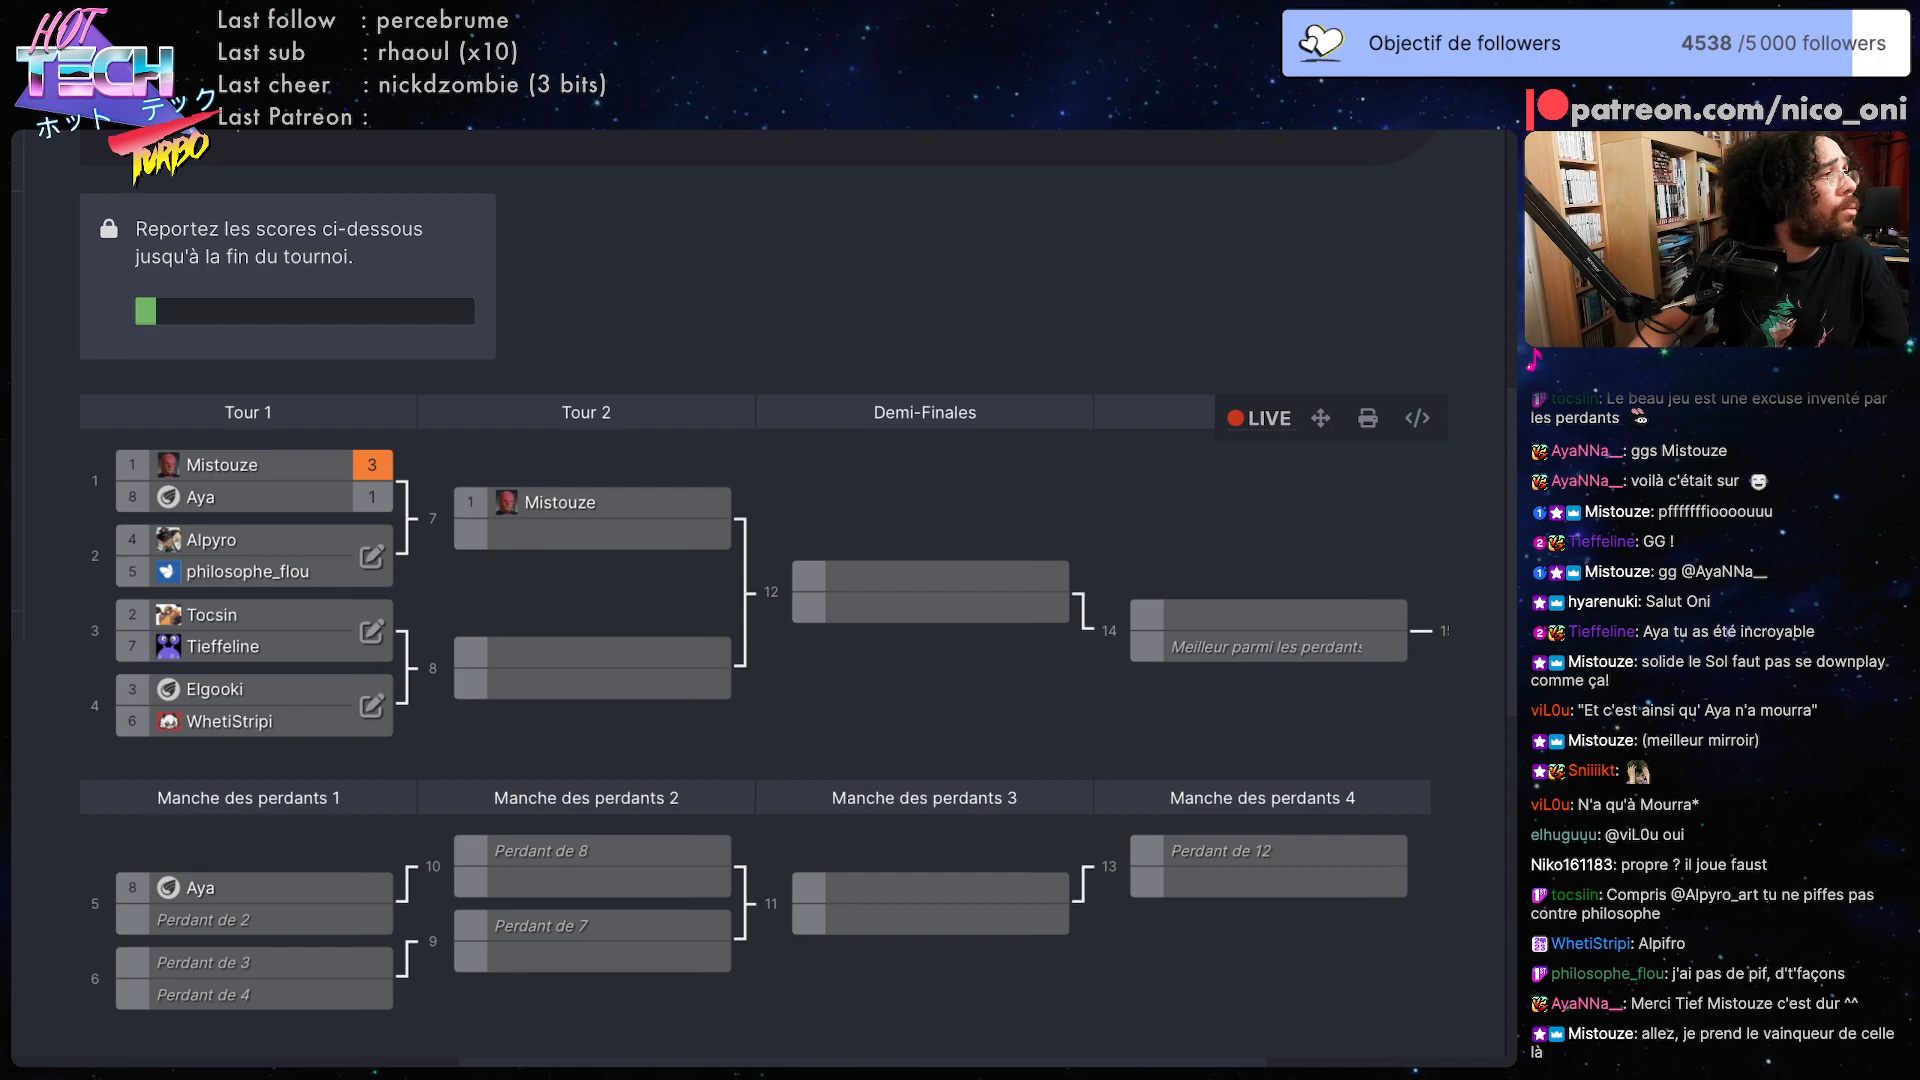 HOT
TECH
ホット テック
TURBO
Last follow : percebrume
Last sub : rhaoul (x10)
Last cheer : nickdzombie (3 bits)
Last Patreon :
Objectif de followers 4538 /5 000 followers
patreon.com/nico_oni
Reportez les scores ci-dessous
jusqu'à la fin du tournoi.
Tour 1 Tour 2 Demi-Finales
LIVE
1
1 Mistouze 3
8 Aya 1
2
4 Alpyro
5 philosophe_flou
3
2 Tocsin
7 Tieffeline
4
3 Elgooki
6 WhetiStripi
7
1 Mistouze
8
12
14
Meilleur parmi les perdants
Manche des perdants 1 Manche des perdants 2 Manche des perdants 3 Manche des perdants 4
5
8 Aya
Perdant de 2
6
Perdant de 3
Perdant de 4
10
Perdant de 8
9
Perdant de 7
11
13
Perdant de 12
tocsiin: Le beau jeu est une excuse inventé par
les perdants
AyaNNa__: ggs Mistouze
AyaNNa__: voilà c'était sur
Mistouze: pfffffffioooouuu
Tieffeline: GG !
Mistouze: gg @AyaNNa__
hyarenuki: Salut Oni
Tieffeline: Aya tu as été incroyable
Mistouze: solide le Sol faut pas se downplay
comme ça!
viL0u: "Et c'est ainsi qu' Aya n'a mourra"
Mistouze: (meilleur mirroir)
Sniiiikt:
viL0u: N'a qu'à Mourra*
elhuguuu: @viL0u oui
Niko161183: propre ? il joue faust
tocsiin: Compris @Alpyro_art tu ne piffes pas
contre philosophe
WhetiStripi: Alpifro
philosophe_flou: j'ai pas de pif, d't'façons
AyaNNa__: Merci Tief Mistouze c'est dur ^^
Mistouze: allez, je prend le vainqueur de celle
là